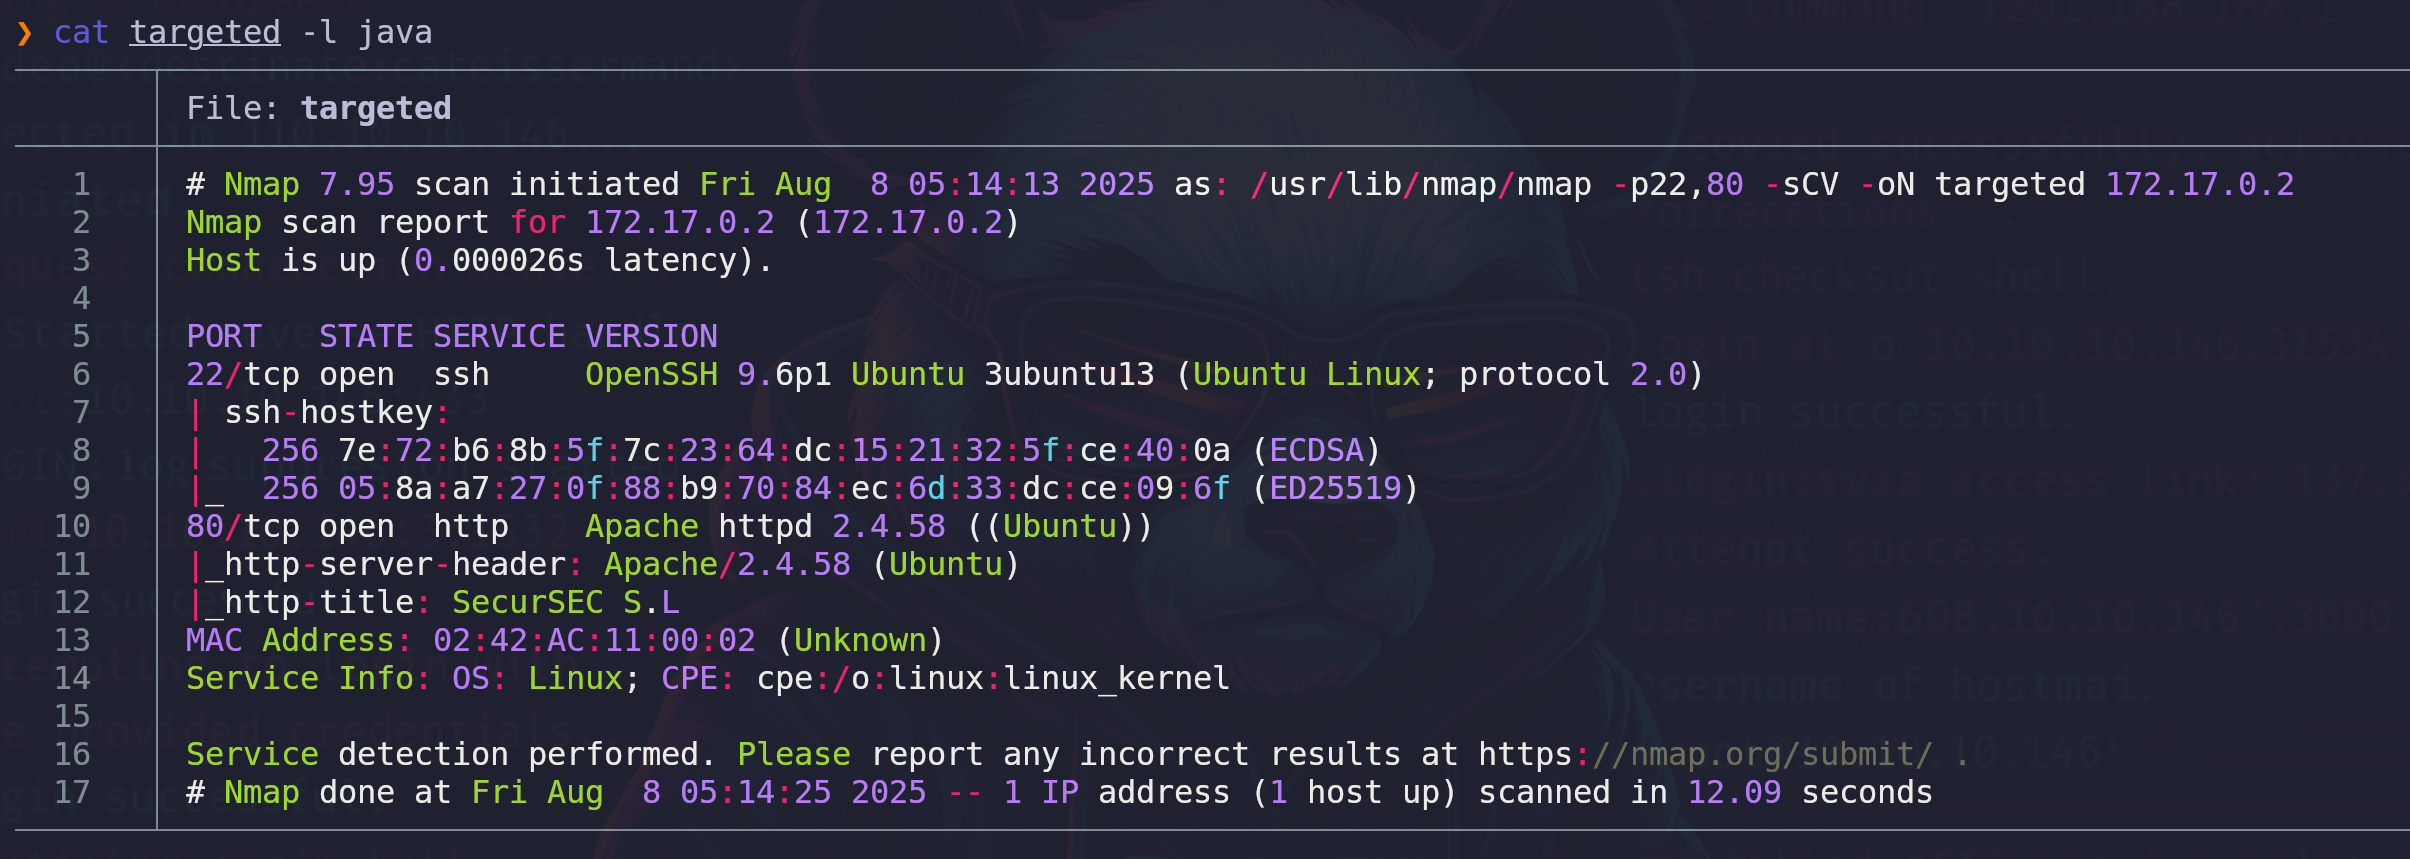 ❯ cat targeted -l java
File: targeted
1 # Nmap 7.95 scan initiated Fri Aug  8 05:14:13 2025 as: /usr/lib/nmap/nmap -p22,80 -sCV -oN targeted 172.17.0.2
2 Nmap scan report for 172.17.0.2 (172.17.0.2)
3 Host is up (0.000026s latency).
4
5 PORT   STATE SERVICE VERSION
6 22/tcp open  ssh     OpenSSH 9.6p1 Ubuntu 3ubuntu13 (Ubuntu Linux; protocol 2.0)
7 | ssh-hostkey:
8 |   256 7e:72:b6:8b:5f:7c:23:64:dc:15:21:32:5f:ce:40:0a (ECDSA)
9 |_  256 05:8a:a7:27:0f:88:b9:70:84:ec:6d:33:dc:ce:09:6f (ED25519)
10 80/tcp open  http    Apache httpd 2.4.58 ((Ubuntu))
11 |_http-server-header: Apache/2.4.58 (Ubuntu)
12 |_http-title: SecurSEC S.L
13 MAC Address: 02:42:AC:11:00:02 (Unknown)
14 Service Info: OS: Linux; CPE: cpe:/o:linux:linux_kernel
15
16 Service detection performed. Please report any incorrect results at https://nmap.org/submit/ .
17 # Nmap done at Fri Aug  8 05:14:25 2025 -- 1 IP address (1 host up) scanned in 12.09 seconds